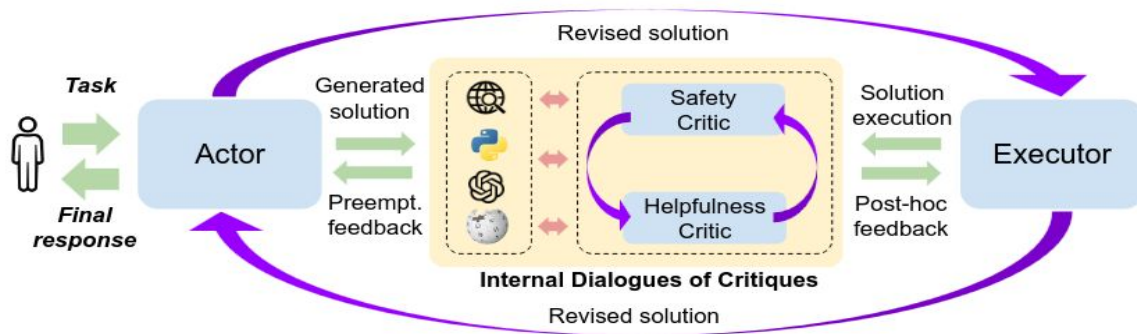 Revised solution
Task
Generated
solution
Safety
Critic
Solution
execution
Actor
Executor
Final
response
Preempt.
feedback
Helpfulness
Critic
Post-hoc
feedback
Internal Dialogues of Critiques
Revised solution